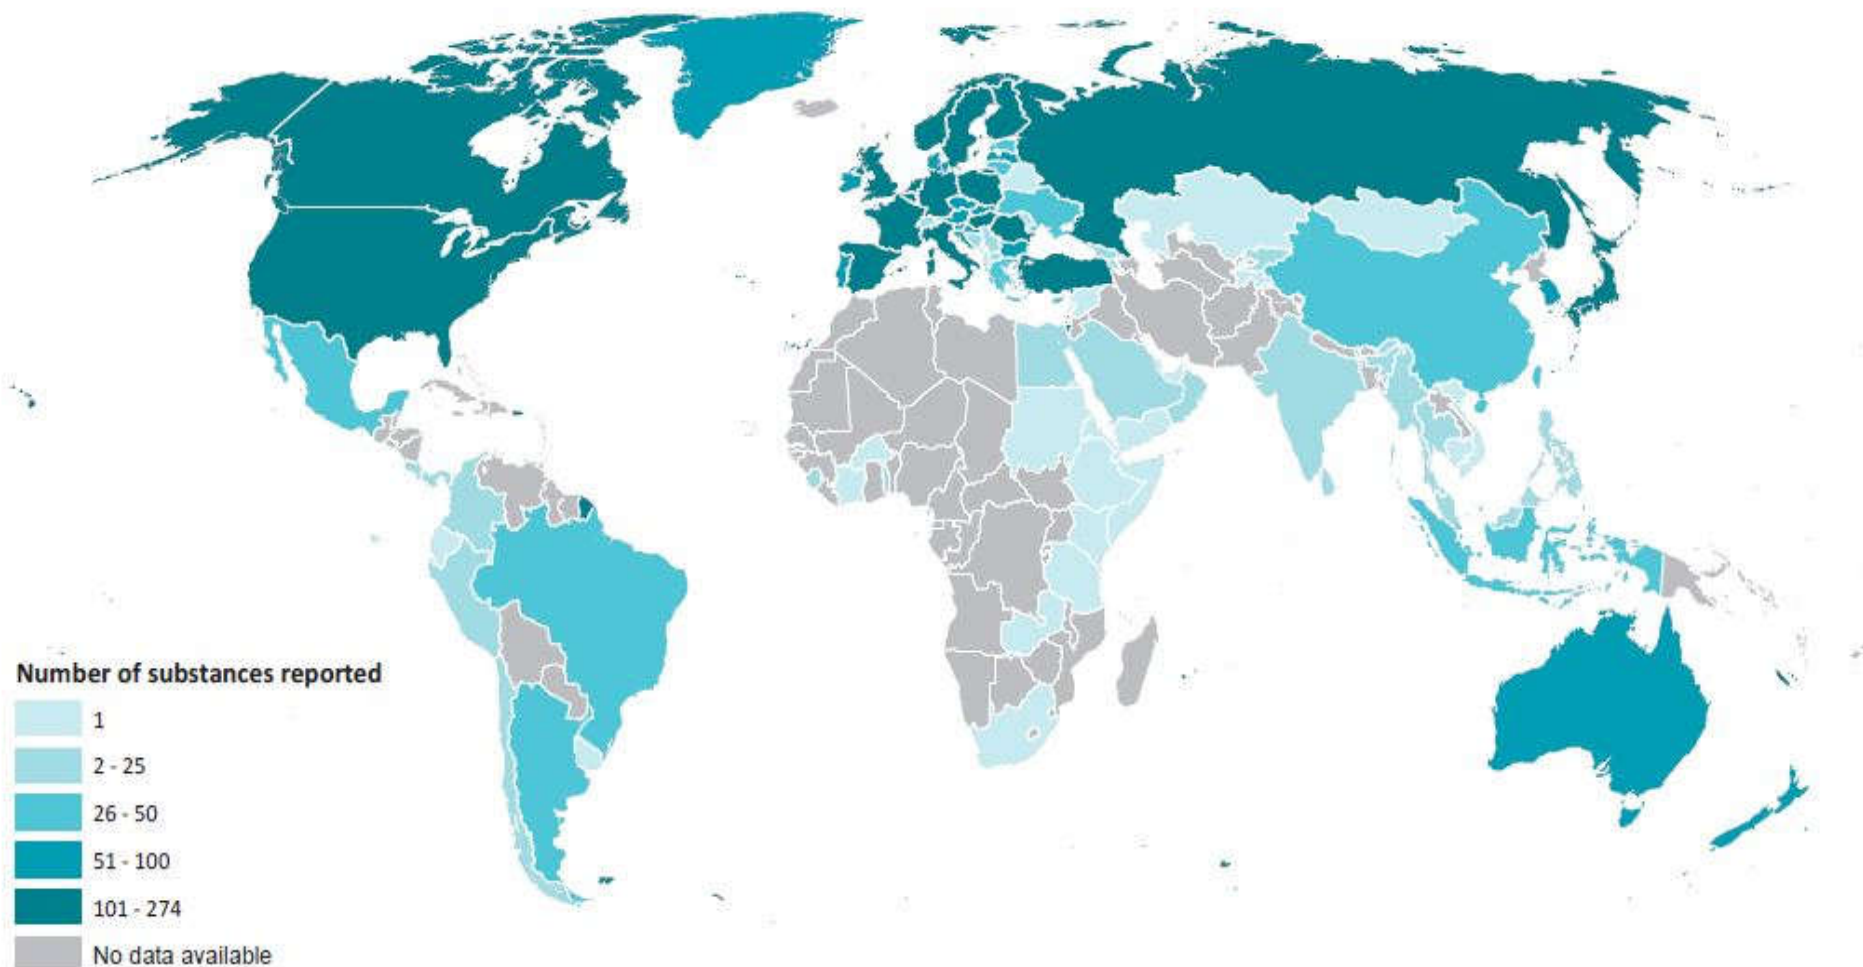 Number of substances reported
1
2 - 25
26 - 50
51 - 100
101 - 274
No data available